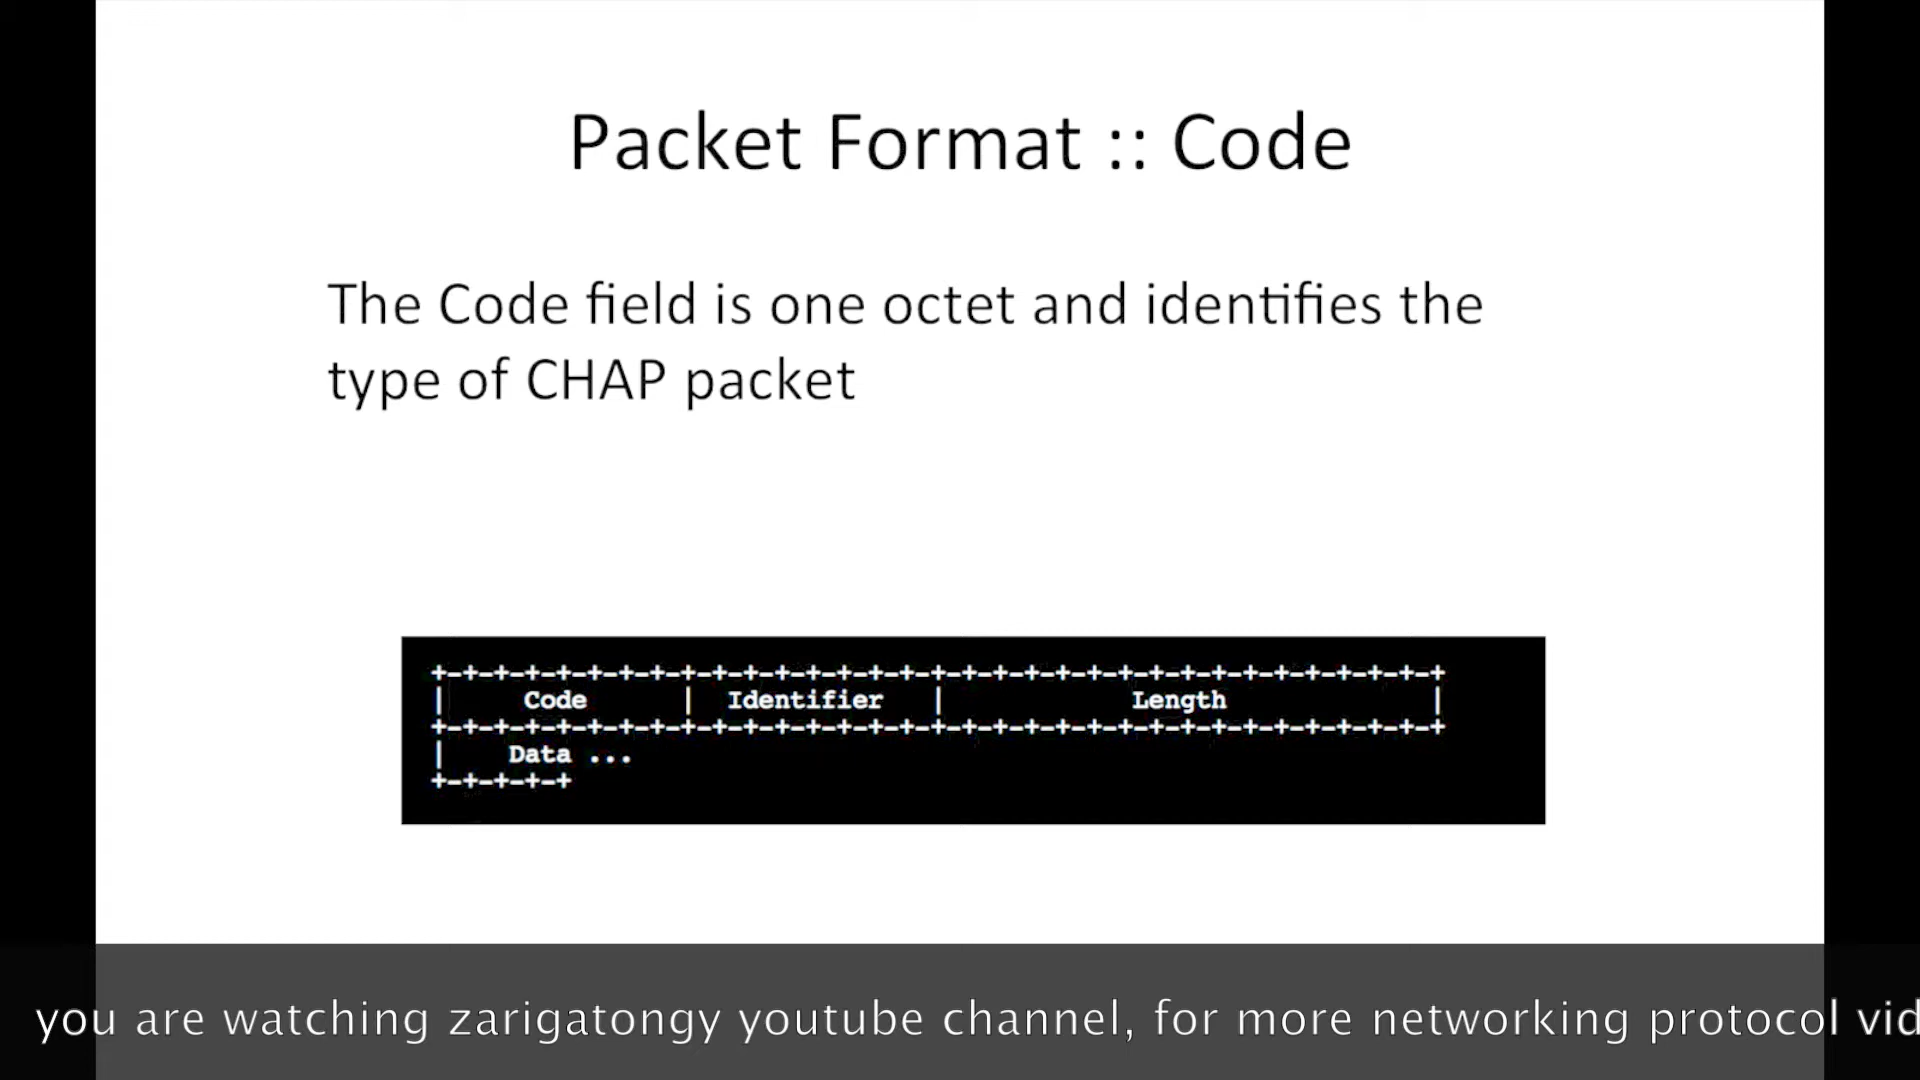 Packet Format :: Code
The Code field is one octet and identifies the
type of CHAP packet
+-+-+-+-+-+-+-+-+-+-+-+-+-+-+-+-+-+-+-+-+-+-+-+-+-+-+-+-+-+-+-+-+
| Code | Identifier | Length |
+-+-+-+-+-+-+-+-+-+-+-+-+-+-+-+-+-+-+-+-+-+-+-+-+-+-+-+-+-+-+-+-+
| Data ...
+-+-+-+-+
you are watching zarigatongy youtube channel, for more networking protocol vid